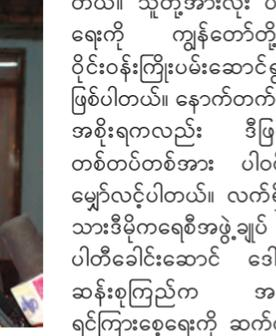 တယ်။ သူတို့အားလုံး
ရေးကို ကျွန်တော်တို့
ဝိုင်းဝန်းကြိုးပမ်းဆောင်ရွ
ဖြစ်ပါတယ်။ နောက်တက်
အစိုးရကလည်း ဒီဖြ
တစ်တပ်တစ်အား ပါဝင်
မျှော်လင့်ပါတယ်။ လက်ရှိ
သားဒီမိုကရေစီအဖွဲ့ချုပ်
ပါတီခေါင်းဆောင် ဒေါ်
ဆန်းစုကြည်က အ
ရင်ကြားစေ့ရေးကို ဆက်